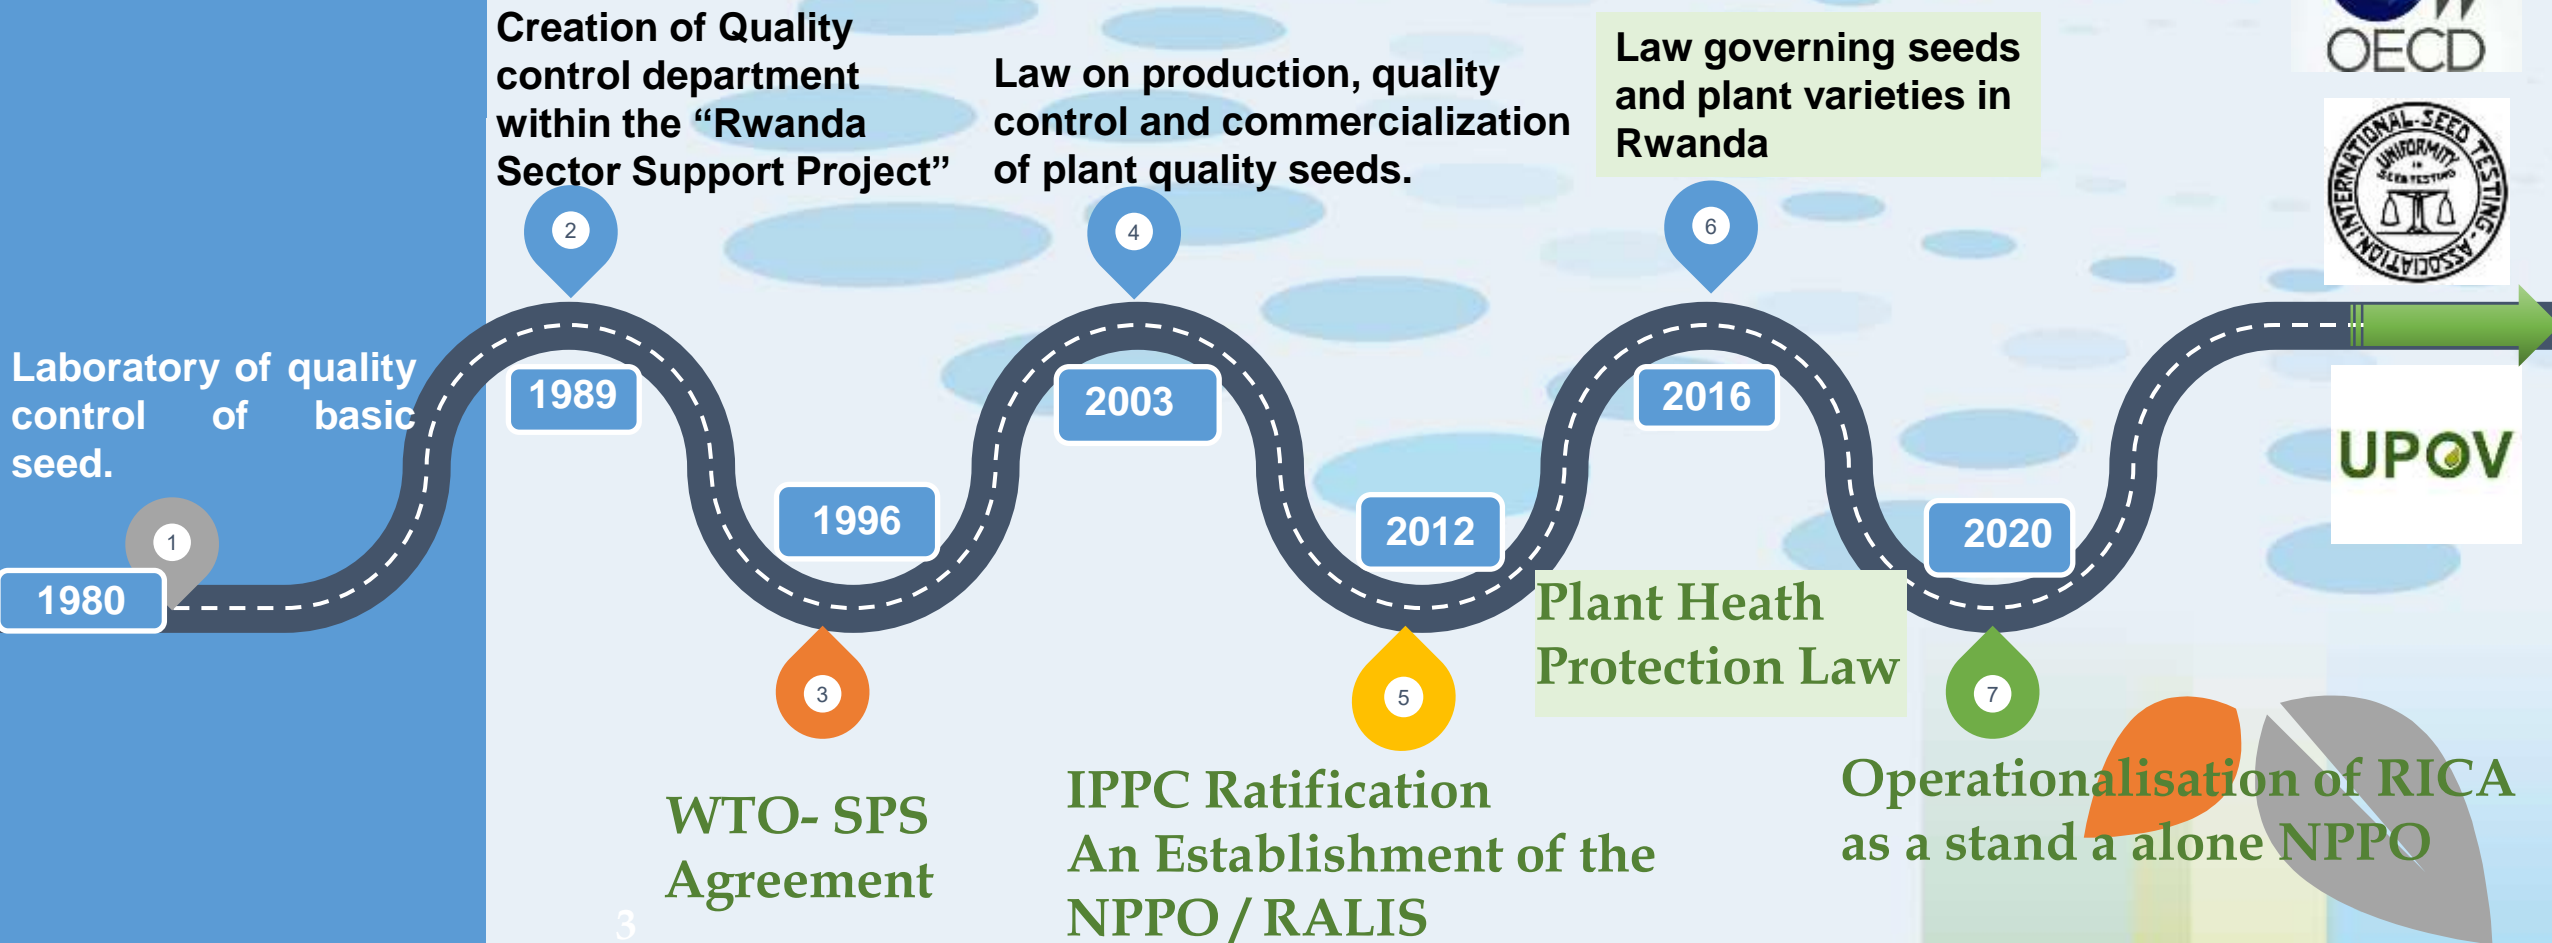 Creation of Quality
control department
within the “Rwanda
Sector Support Project”
Law on production, quality
control and commercialization
of plant quality seeds.
Law governing seeds
and plant varieties in
Rwanda
OECD
INTERNATIONAL-SEED TESTING-ASSOCIATION
UNIFORMITY
IN
SEED TESTING
2
4
6
Laboratory of quality
control of basic
seed.
1989
2003
2016
UPOV
1
1980
1996
2012
2020
Plant Heath
Protection Law
3
5
7
WTO- SPS
Agreement
IPPC Ratification
An Establishment of the
NPPO / RALIS
Operationalisation of RICA
as a stand a alone NPPO
3